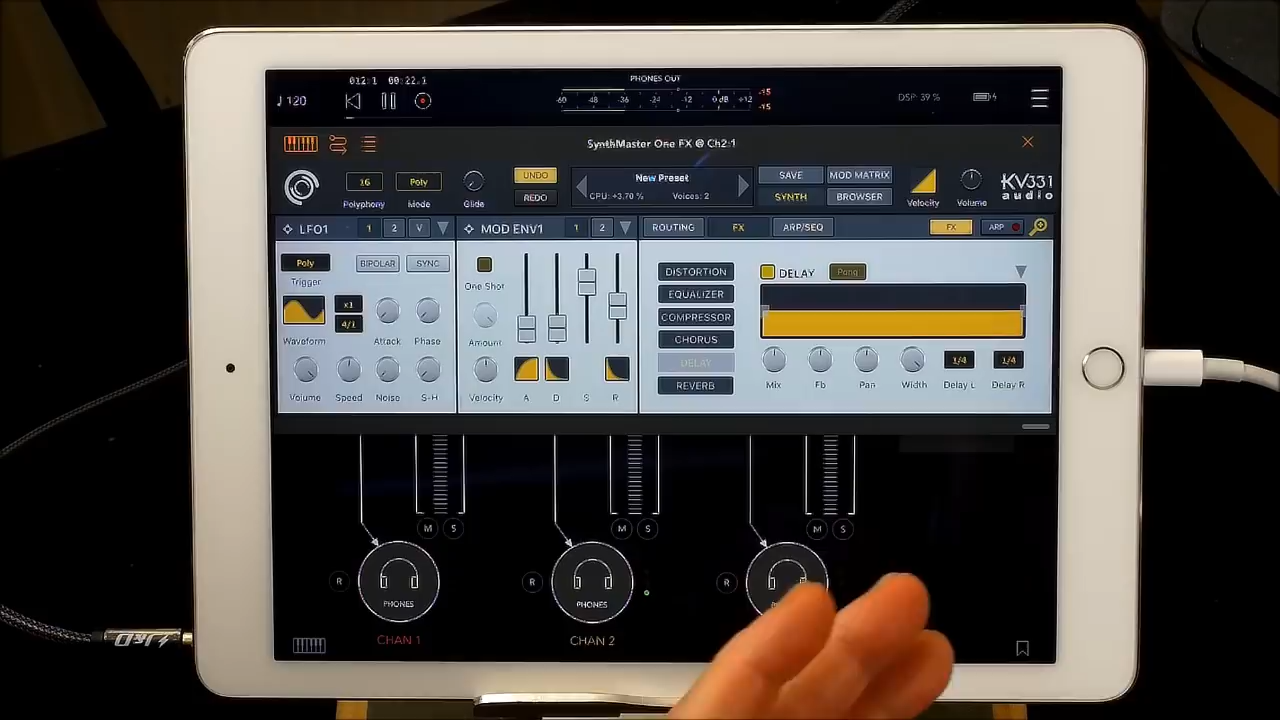 012:1 00:22.1
PHONES OUT
♩120
-60 -48 -36 -24 -12 0dB +12
-15
-15
DSP: 39 %
SynthMaster One FX @ Ch2:1
16
Poly
Polyphony
Mode
Glide
UNDO
REDO
New Preset
CPU: +3.70 %
Voices: 2
SAVE
MOD MATRIX
SYNTH
BROWSER
Velocity
Volume
KV331
audio
LFO1
1
2
V
MOD ENV1
1
2
ROUTING
FX
ARP/SEQ
FX
ARP
Poly
Trigger
BIPOLAR
SYNC
x1
4/1
Waveform
Attack
Phase
Volume
Speed
Noise
S-H
One Shot
Amount
Velocity
A
D
S
R
DISTORTION
EQUALIZER
COMPRESSOR
CHORUS
DELAY
REVERB
DELAY
Pong
1/4
1/4
Mix
Fb
Pan
Width
Delay L
Delay R
M
S
M
S
M
S
R
PHONES
R
PHONES
R
CHAN 1
CHAN 2